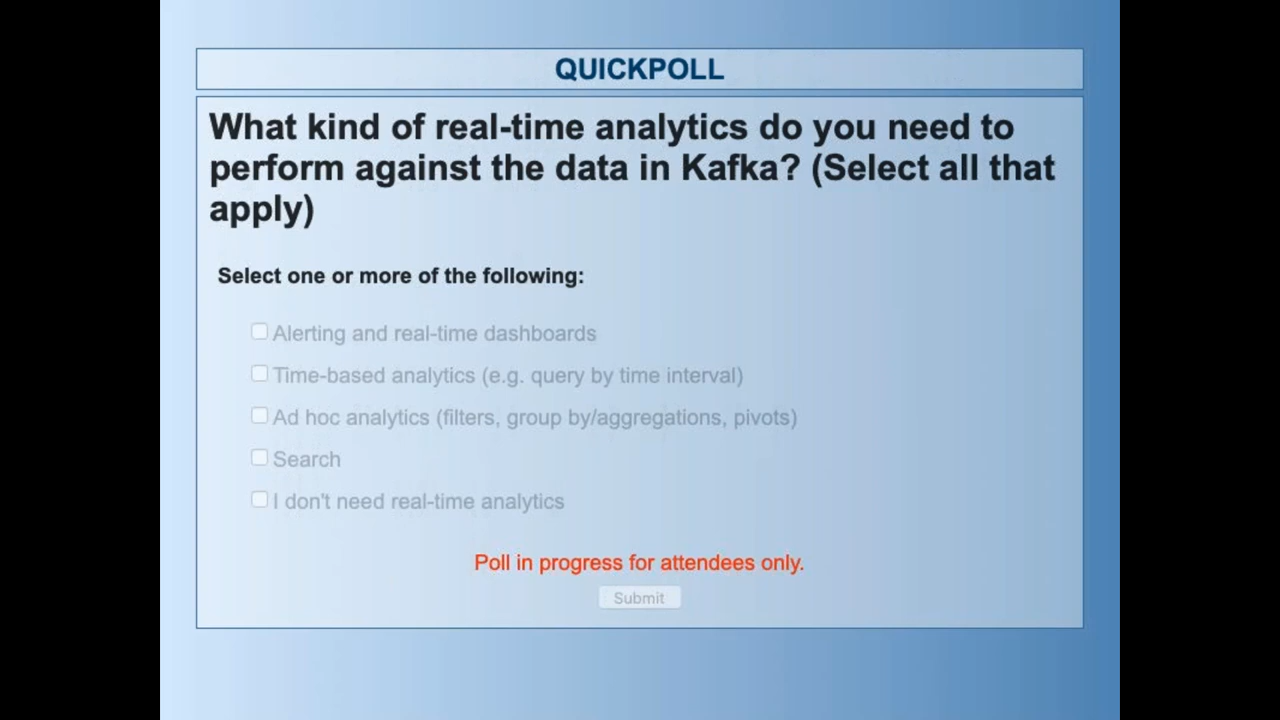 QUICKPOLL
What kind of real-time analytics do you need to
perform against the data in Kafka? (Select all that
apply)
Select one or more of the following:
Alerting and real-time dashboards
Time-based analytics (e.g. query by time interval)
Ad hoc analytics (filters, group by/aggregations, pivots)
Search
I don't need real-time analytics
Poll in progress for attendees only.
Submit